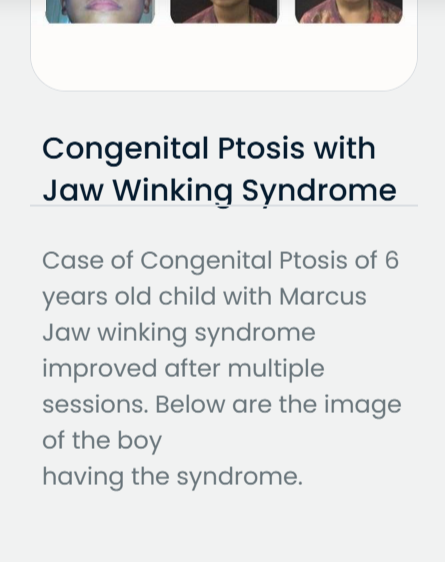 Congenital Ptosis with
Jaw Winking Syndrome
Case of Congenital Ptosis of 6
years old child with Marcus
Jaw winking syndrome
improved after multiple
sessions. Below are the image
of the boy
having the syndrome.